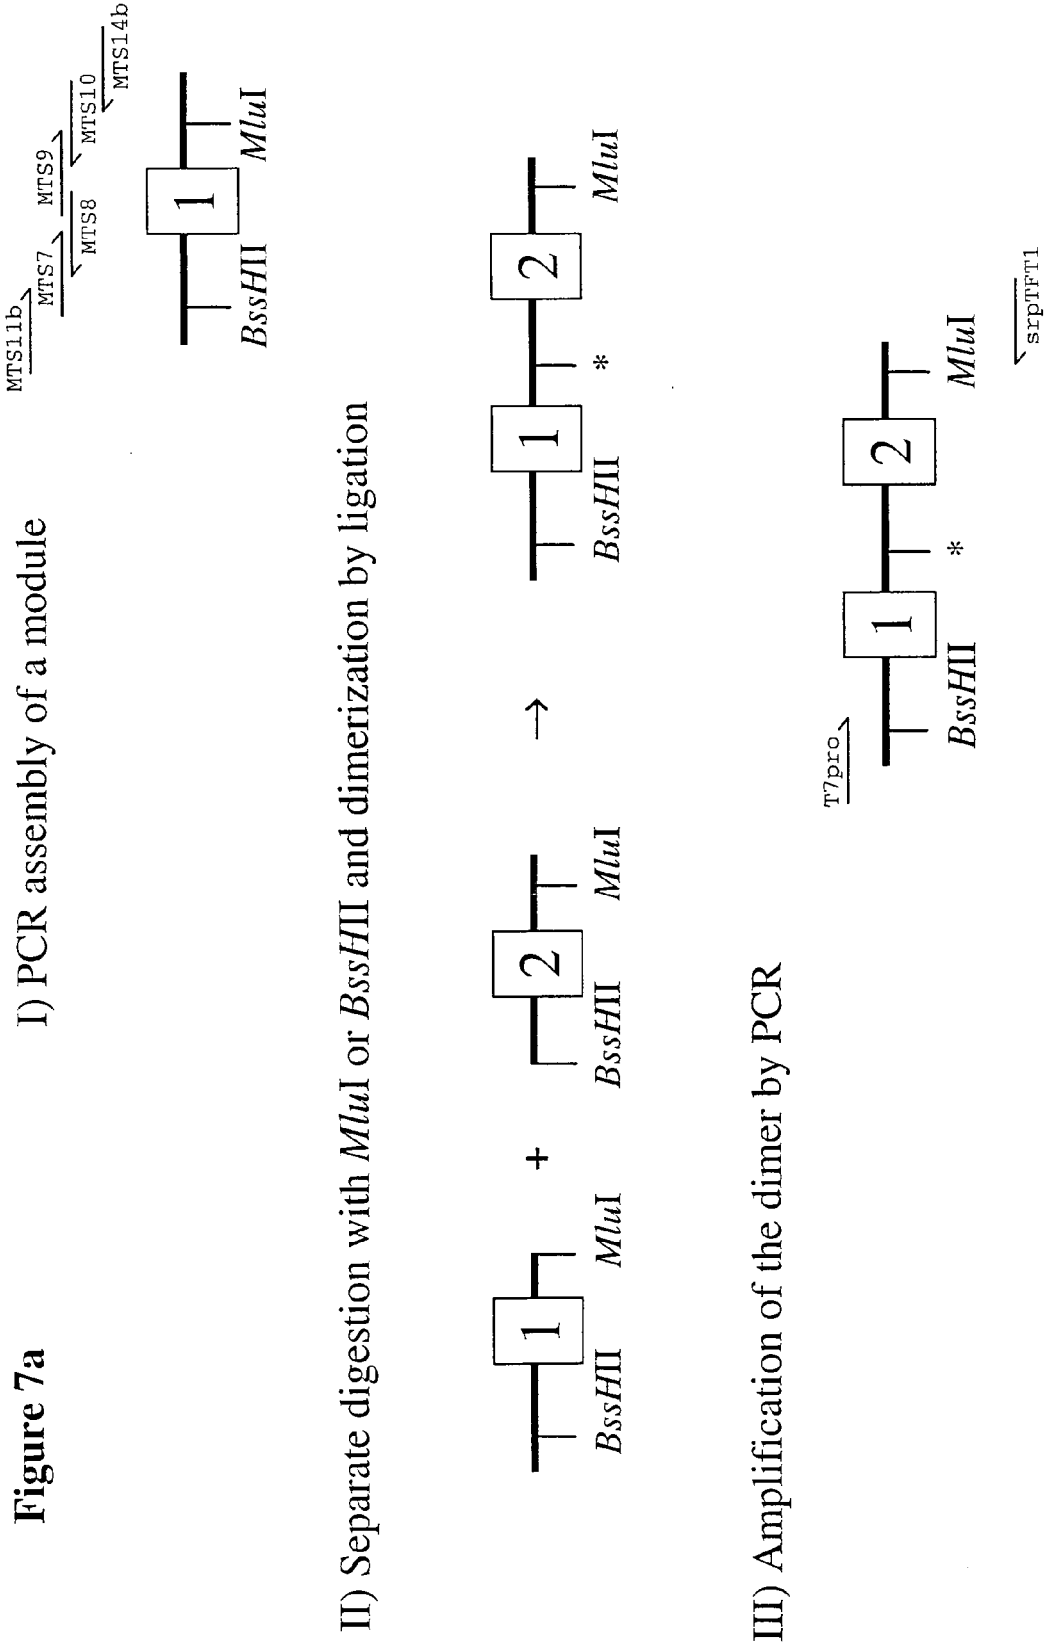 Figure 7a
I) PCR assembly of a module
MTS11b
MTS7
MTS9
MTS8
MTS10
MTS14b
1
BssHII MluI
II) Separate digestion with MluI or BssHII and dimerization by ligation
1 + 2 → 1 2
BssHII MluI BssHII MluI BssHII * MluI
III) Amplification of the dimer by PCR
T7pro
1 2
BssHII * MluI
srpTFT1